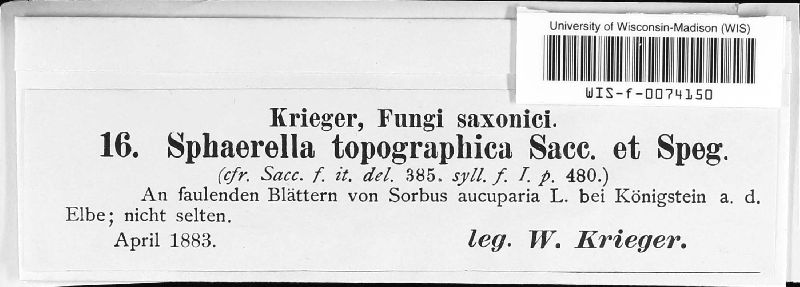 University of Wisconsin-Madison (WIS)
WIS-f-0074150
Krieger, Fungi saxonici.
16. Sphaerella topographica Sacc. et Speg.
(cfr. Sacc. f. it. del. 385. syll. f. I. p. 480.)
An faulenden Blättern von Sorbus aucuparia L. bei Königstein a. d.
Elbe; nicht selten.
April 1883.
leg. W. Krieger.